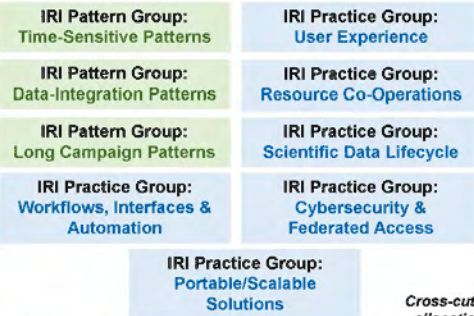 IRI Pattern Group:
Time-Sensitive Patterns
IRI Practice Group:
User Experience
IRI Pattern Group:
Data-Integration Patterns
IRI Practice Group:
Resource Co-Operations
IRI Pattern Group:
Long Campaign Patterns
IRI Practice Group:
Scientific Data Lifecycle
IRI Practice Group:
Workflows, Interfaces &
Automation
IRI Practice Group:
Cybersecurity &
Federated Access
IRI Practice Group:
Portable/Scalable
Solutions